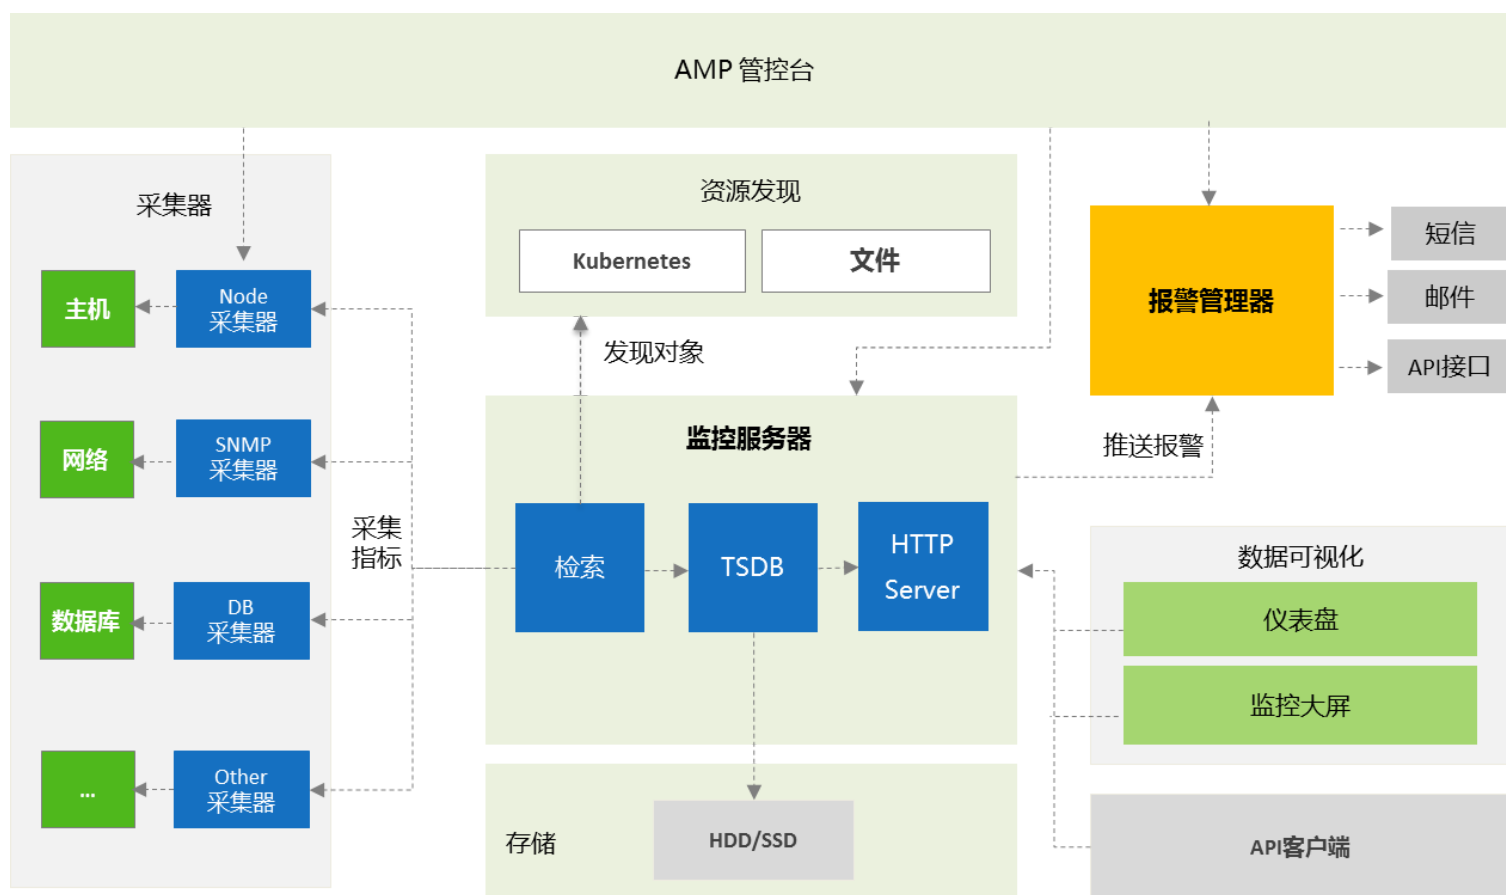 AMP 管控台
采集器
主机
Node
采集器
网络
SNMP
采集器
数据库
DB
采集器
...
Other
采集器
采集
指标
资源发现
Kubernetes
文件
发现对象
监控服务器
检索
TSDB
HTTP
Server
存储
HDD/SSD
报警管理器
短信
邮件
API接口
推送报警
数据可视化
仪表盘
监控大屏
API客户端